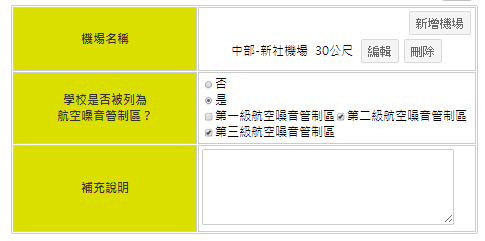 新增機場
機場名稱
中部-新社機場 30公尺 編輯 刪除
學校是否被列為
航空噪音管制區？
否
是
第一級航空噪音管制區 第二級航空噪音管制區
第三級航空噪音管制區
補充說明